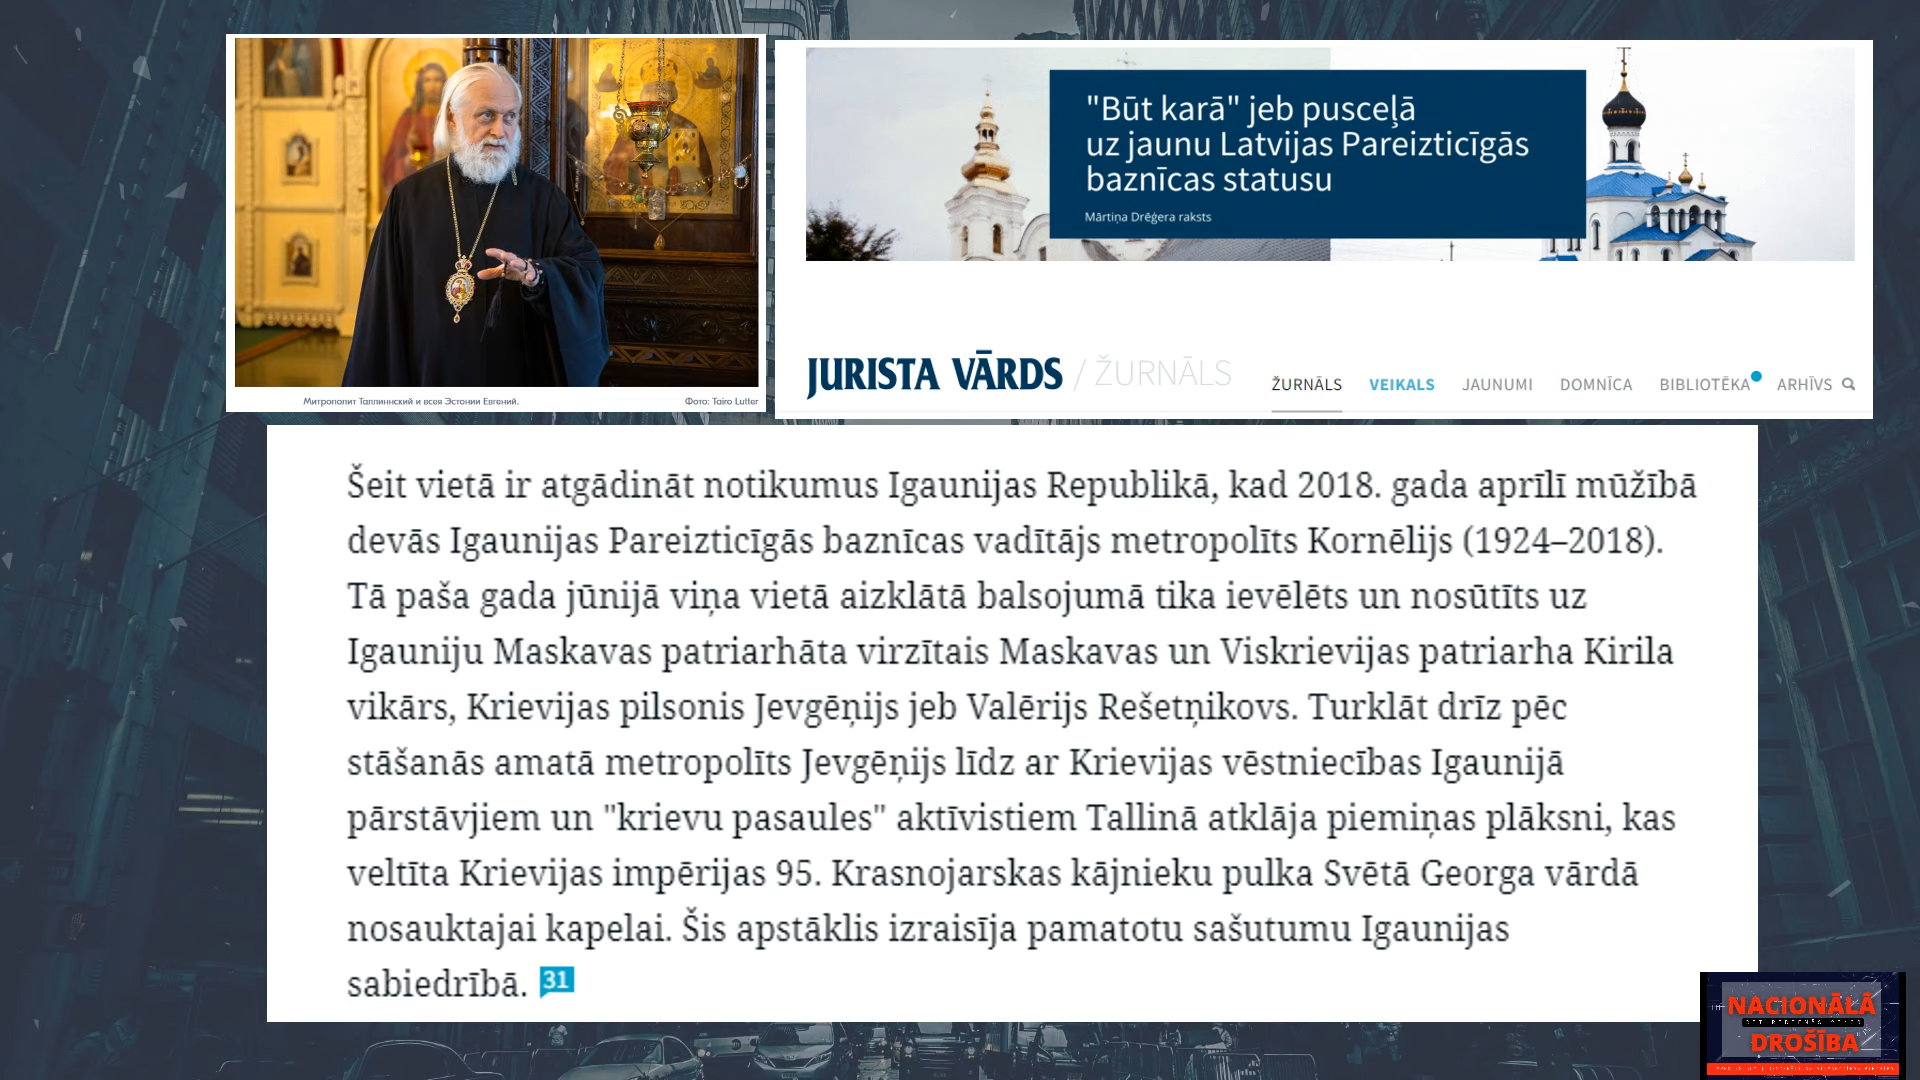 Митрополит Таллиннский и всея Эстонии Евгений.
Фото: Tairo Lutter
"Būt karā" jeb pusceļā
uz jaunu Latvijas Pareizticīgās
baznīcas statusu
Mārtiņa Drēģera raksts
JURISTA VĀRDS / ŽURNĀLS
ŽURNĀLS VEIKALS JAUNUMI DOMNĪCA BIBLIOTĒKA ARHĪVS
Šeit vietā ir atgādināt notikumus Igaunijas Republikā, kad 2018. gada aprīlī mūžībā
devās Igaunijas Pareizticīgās baznīcas vadītājs metropolīts Kornēlijs (1924–2018).
Tā paša gada jūnijā viņa vietā aizklātā balsojumā tika ievēlēts un nosūtīts uz
Igauniju Maskavas patriarhāta virzītais Maskavas un Viskrievijas patriarha Kirila
vikārs, Krievijas pilsonis Jevgēņijs jeb Valērijs Rešetņikovs. Turklāt drīz pēc
stāšanās amatā metropolīts Jevgēņijs līdz ar Krievijas vēstniecības Igaunijā
pārstāvjiem un "krievu pasaules" aktīvistiem Tallinā atklāja piemiņas plāksni, kas
veltīta Krievijas impērijas 95. Krasnojarskas kājnieku pulka Svētā Georga vārdā
nosauktajai kapelai. Šis apstāklis izraisīja pamatotu sašutumu Igaunijas
sabiedrībā. 31
NACIONĀLĀ
DROŠĪBA